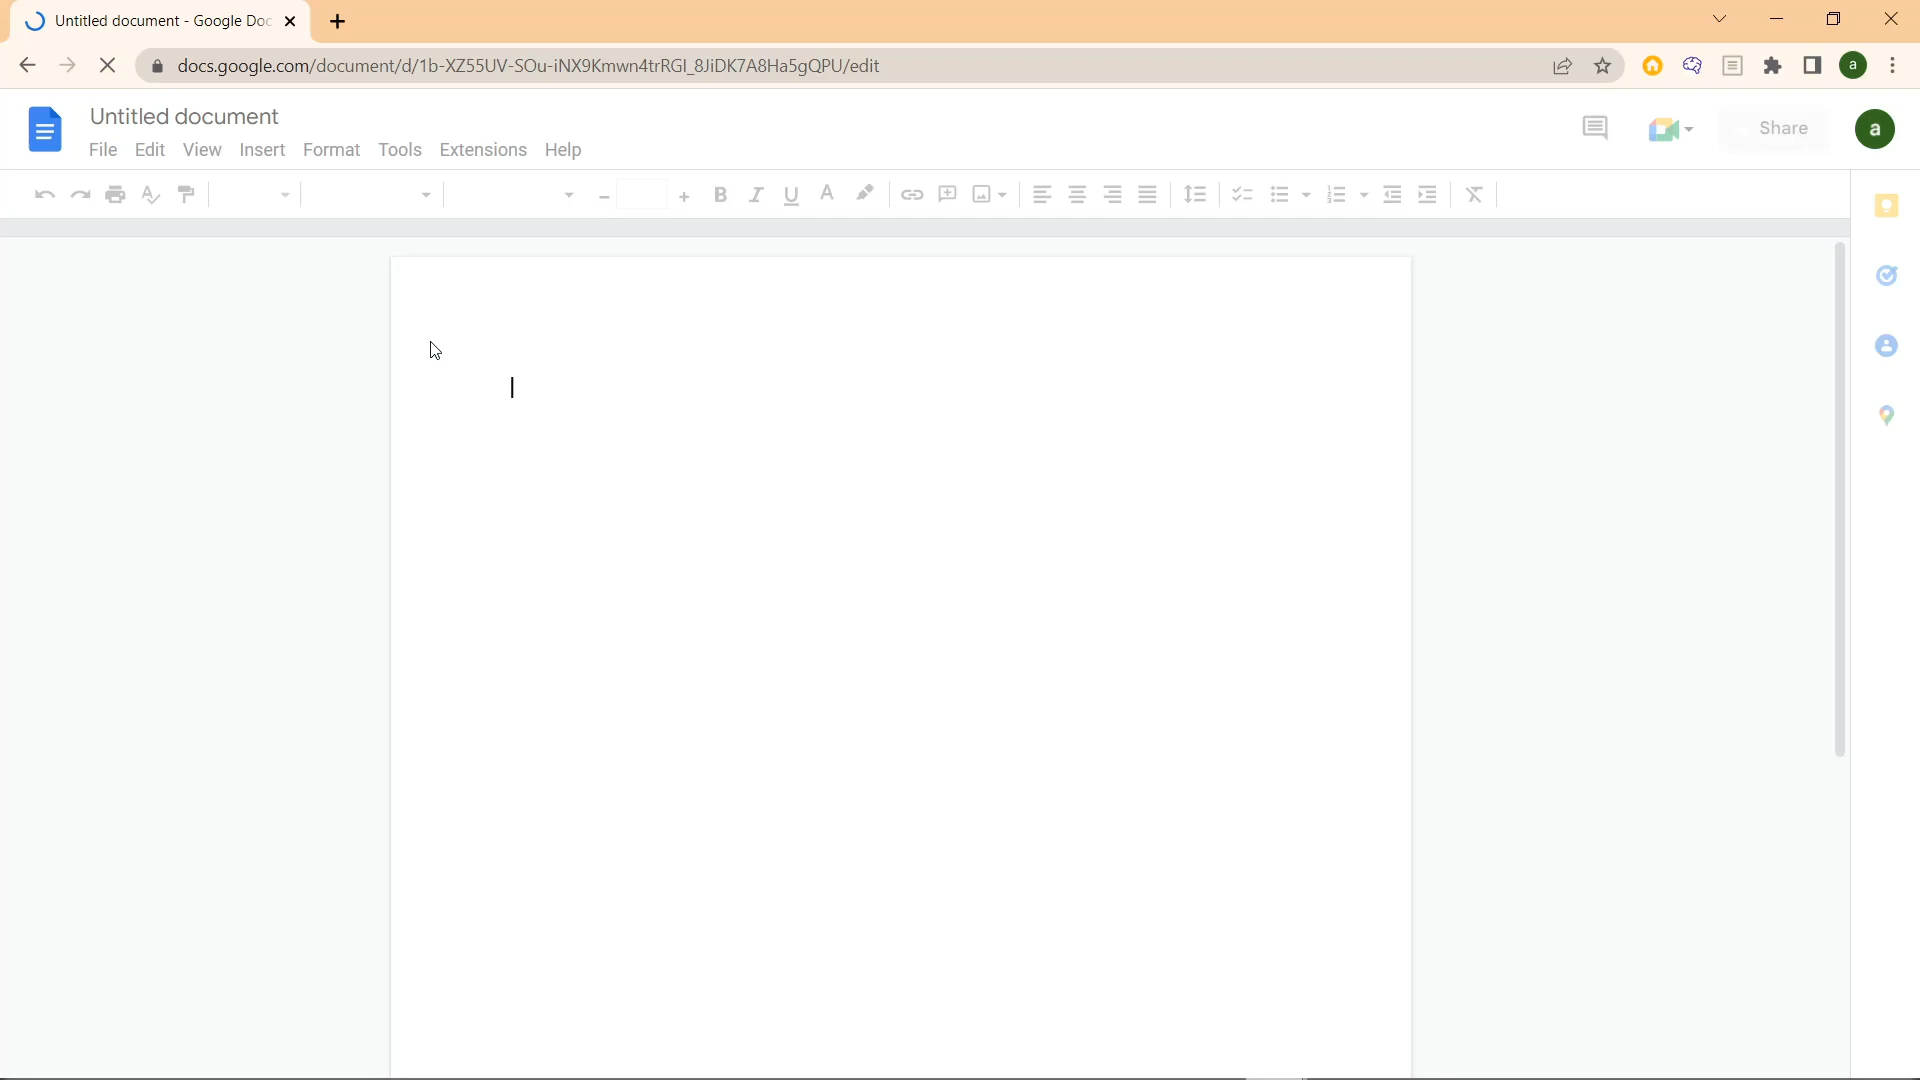 Untitled document - Google Doc
docs.google.com/document/d/1b-XZ55UV-SOu-iNX9Kmwn4trRGI_8JiDK7A8Ha5gQPU/edit
a
Untitled document
File Edit View Insert Format Tools Extensions Help
Share
a